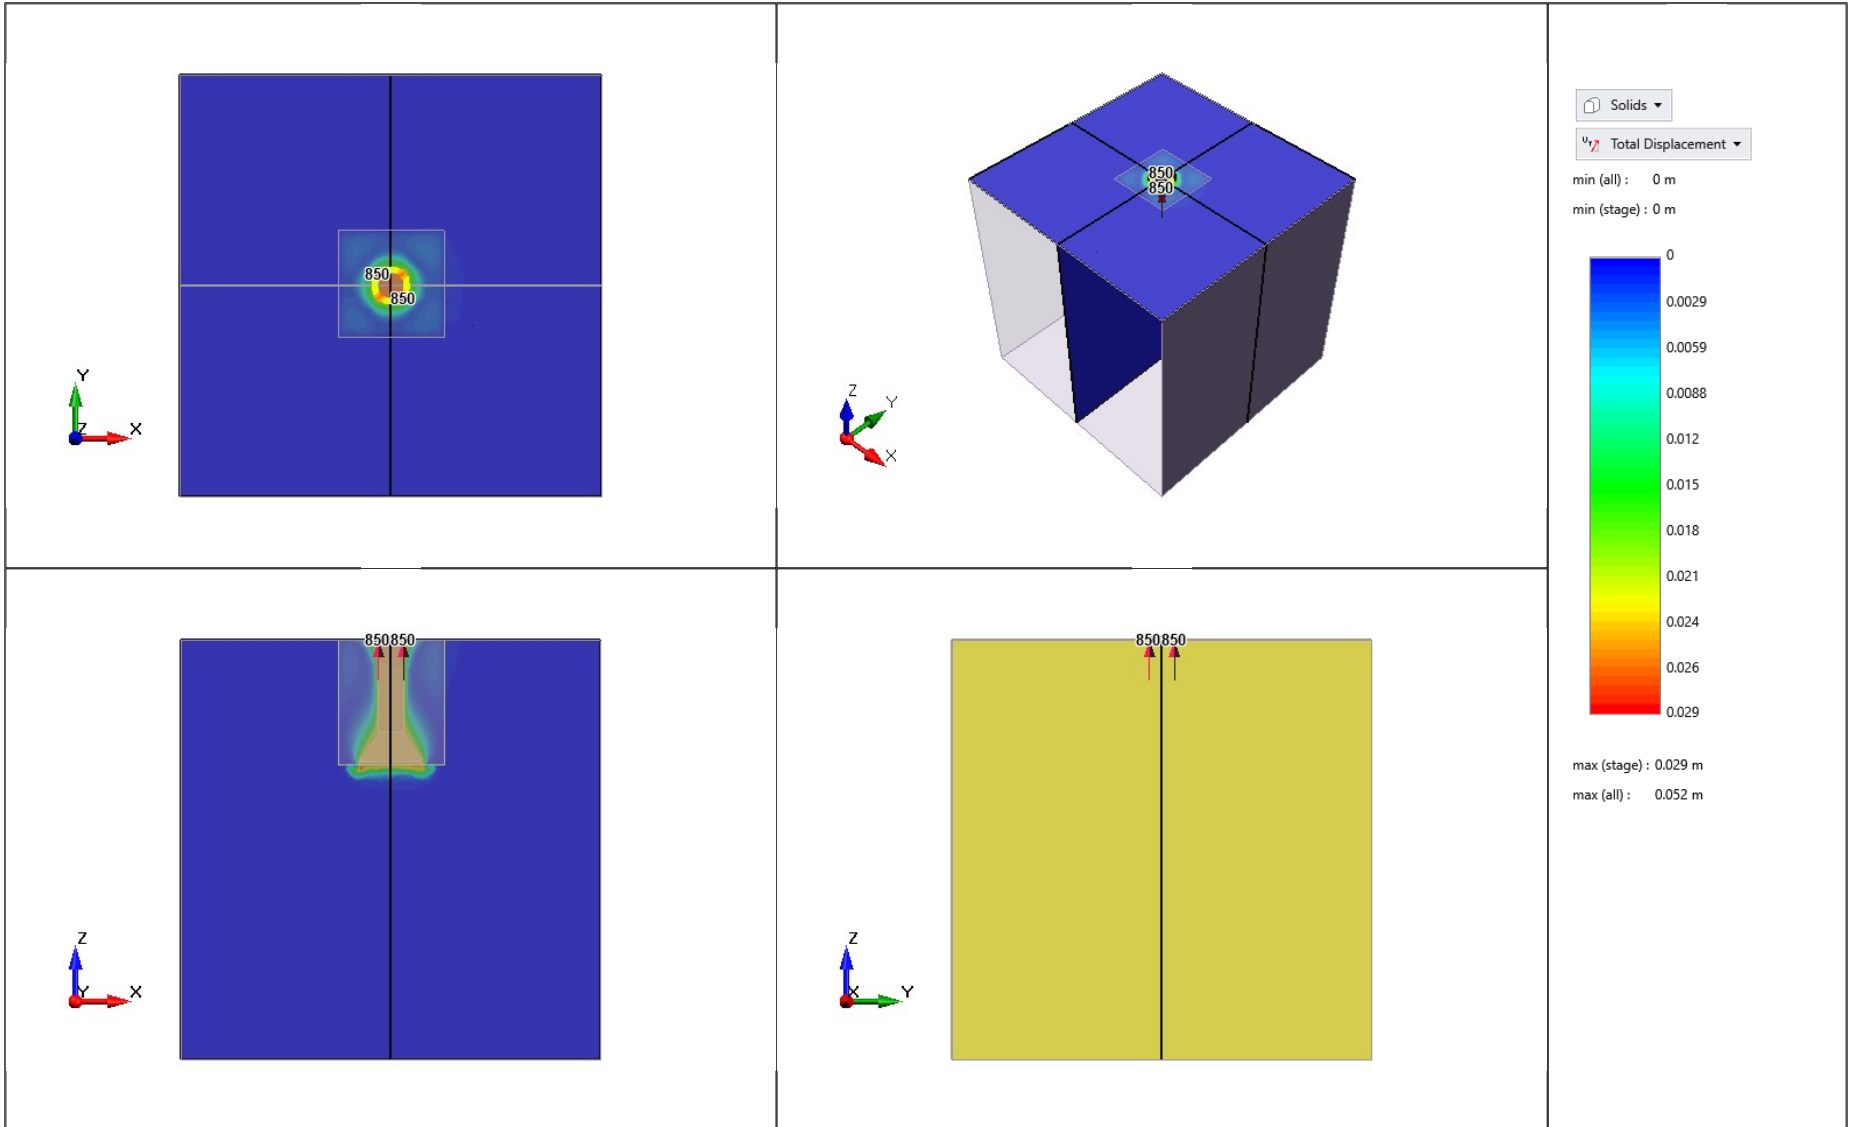 850
850
Y
Z
X
850
850
Z
Y
X
850850
Z
Y
X
850850
Z
X
Y
Solids
UT
Total Displacement
min (all) : 0 m
min (stage) : 0 m
0
0.0029
0.0059
0.0088
0.012
0.015
0.018
0.021
0.024
0.026
0.029
max (stage) : 0.029 m
max (all) : 0.052 m